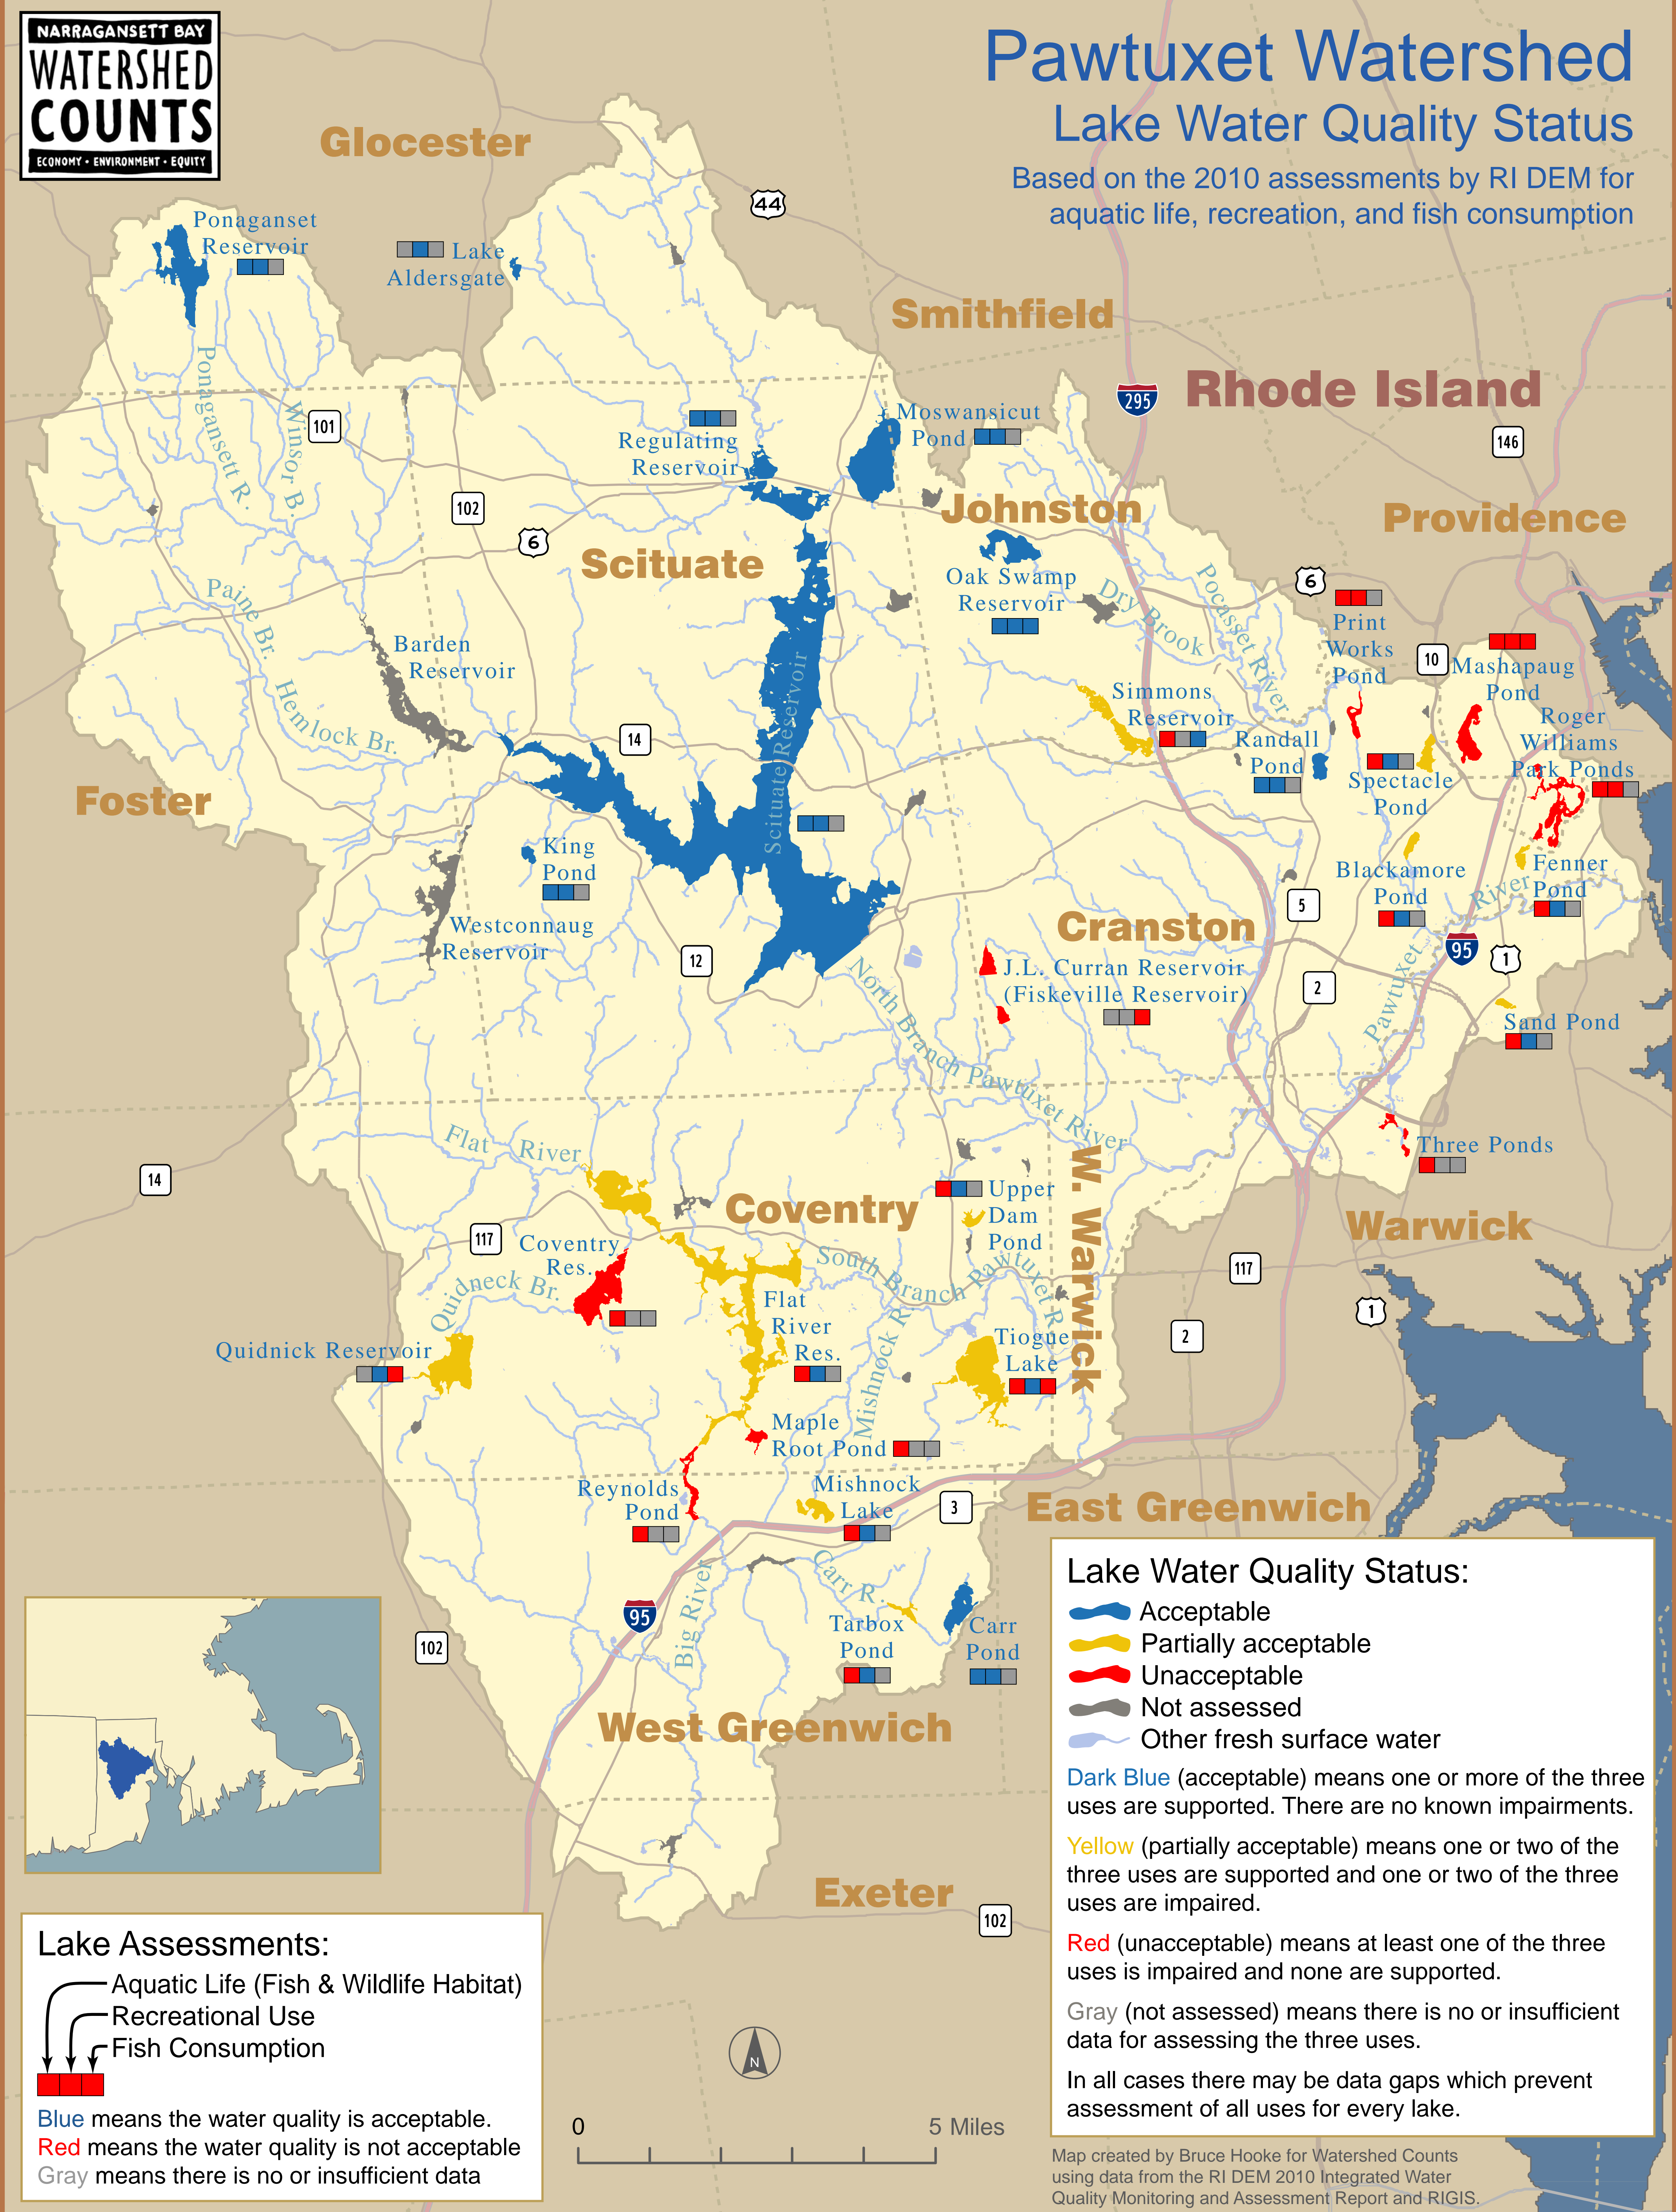 NARRAGANSETT BAY
WATERSHED
COUNTS
ECONOMY • ENVIRONMENT • EQUITY
Pawtuxet Watershed
Lake Water Quality Status
Based on the 2010 assessments by RI DEM for
aquatic life, recreation, and fish consumption
Glocester
44
Ponaganset
Reservoir
Lake
Aldersgate
Smithfield
Ponagansett R.
Winsor B.
101
295
Rhode Island
146
Regulating
Reservoir
Moswansicut
Pond
102
6
Scituate
Johnston
Providence
Oak Swamp
Reservoir
Dry Brook
Pocasset River
6
Print
Works
Pond
10
Mashapaug
Pond
Paine Br.
Hemlock Br.
Barden
Reservoir
Scituate Reservoir
Simmons
Reservoir
Randall
Pond
Spectacle
Pond
Roger
Williams
Park Ponds
14
Foster
King
Pond
Westconnaug
Reservoir
12
Cranston
5
Blackamore
Pond
Fenner
Pond
Pawtuxet River
95
1
2
J.L. Curran Reservoir
(Fiskeville Reservoir)
Sand Pond
North Branch Pawtuxet River
Three Ponds
Flat River
14
Coventry
Upper
Dam
Pond
W. Warwick
Warwick
117
Coventry
Res.
Quidneck Br.
South Branch Pawtuxet R.
117
1
2
Flat
River
Res.
Mishnock R.
Tiogue
Lake
Quidnick Reservoir
Maple
Root Pond
Reynolds
Pond
Mishnock
Lake
3
East Greenwich
Carr R.
Big River
95
102
Tarbox
Pond
Carr
Pond
West Greenwich
Exeter
102
Lake Water Quality Status:
Acceptable
Partially acceptable
Unacceptable
Not assessed
Other fresh surface water
Dark Blue (acceptable) means one or more of the three
uses are supported. There are no known impairments.
Yellow (partially acceptable) means one or two of the
three uses are supported and one or two of the three
uses are impaired.
Red (unacceptable) means at least one of the three
uses is impaired and none are supported.
Gray (not assessed) means there is no or insufficient
data for assessing the three uses.
In all cases there may be data gaps which prevent
assessment of all uses for every lake.
Lake Assessments:
Aquatic Life (Fish & Wildlife Habitat)
Recreational Use
Fish Consumption
Blue means the water quality is acceptable.
Red means the water quality is not acceptable
Gray means there is no or insufficient data
N
0 5 Miles
Map created by Bruce Hooke for Watershed Counts
using data from the RI DEM 2010 Integrated Water
Quality Monitoring and Assessment Report and RIGIS.